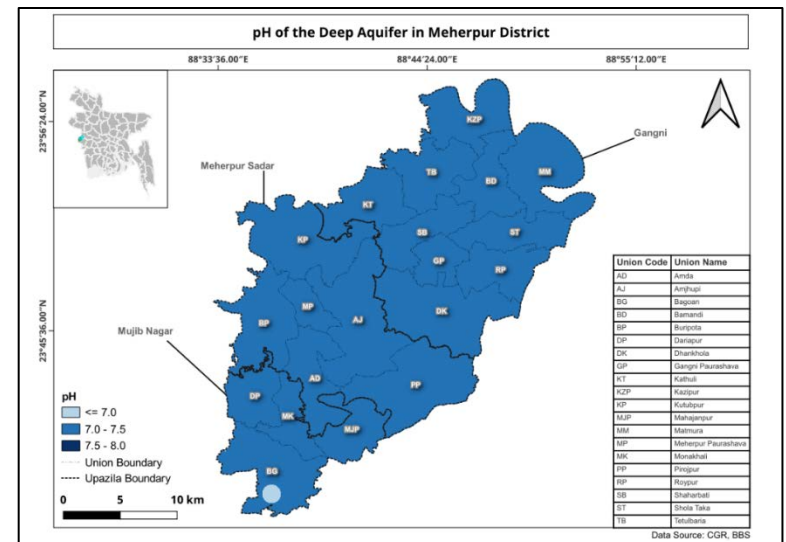 pH of the Deep Aquifer in Meherpur District
88°33'36.00"E 88°44'24.00"E 88°55'12.00"E
23°56'24.00"N
23°45'36.00"N
KZP
Gangni
TB
BD
MM
Meherpur Sadar
KT
KP
SB
ST
GP
RP
MP
DK
BP
AJ
Mujib Nagar
AD
PP
DP
MK
MJP
BG
pH
<= 7.0
7.0 - 7.5
7.5 - 8.0
Union Boundary
Upazila Boundary
0 5 10 km
Union Code Union Name
AD Amda
AJ Amjhupi
BG Bagoan
BD Bamandi
BP Buripota
DP Dariapur
DK Dhankhola
GP Gangni Paurashava
KT Kathuli
KZP Kazipur
KP Kutubpur
MJP Mahajanpur
MM Matmura
MP Meherpur Paurashava
MK Monakhali
PP Pirojpur
RP Roypur
SB Shaharbati
ST Shola Taka
TB Tetulbaria
Data Source: CGR, BBS